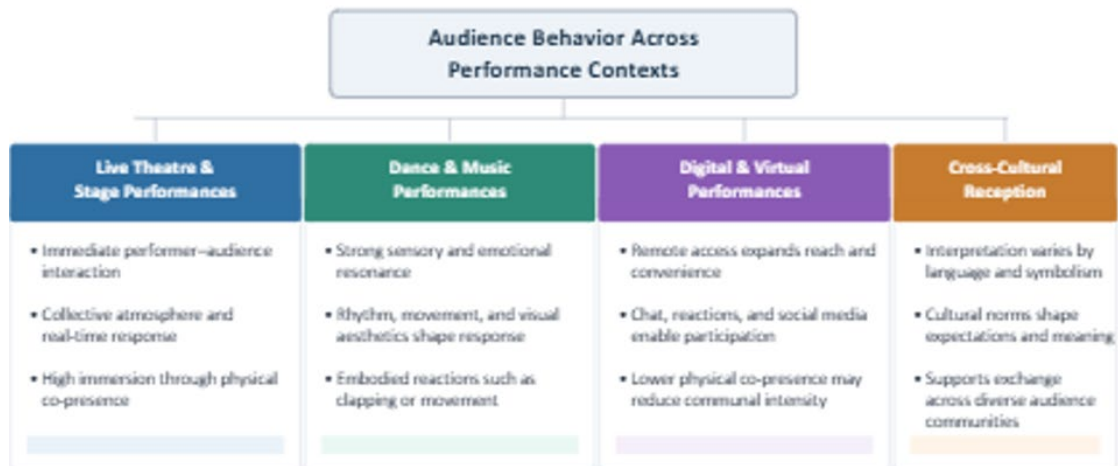 Audience Behavior Across
Performance Contexts
Live Theatre &
Stage Performances
▪ Immediate performer–audience
interaction
▪ Collective atmosphere and
real-time response
▪ High immersion through physical
co-presence
Dance & Music
Performances
▪ Strong sensory and emotional
resonance
▪ Rhythm, movement, and visual
aesthetics shape response
▪ Embodied reactions such as
clapping or movement
Digital & Virtual
Performances
▪ Remote access expands reach and
convenience
▪ Chat, reactions, and social media
enable participation
▪ Lower physical co-presence may
reduce communal intensity
Cross-Cultural
Reception
▪ Interpretation varies by
language and symbolism
▪ Cultural norms shape
expectations and meaning
▪ Supports exchange
across diverse audience
communities